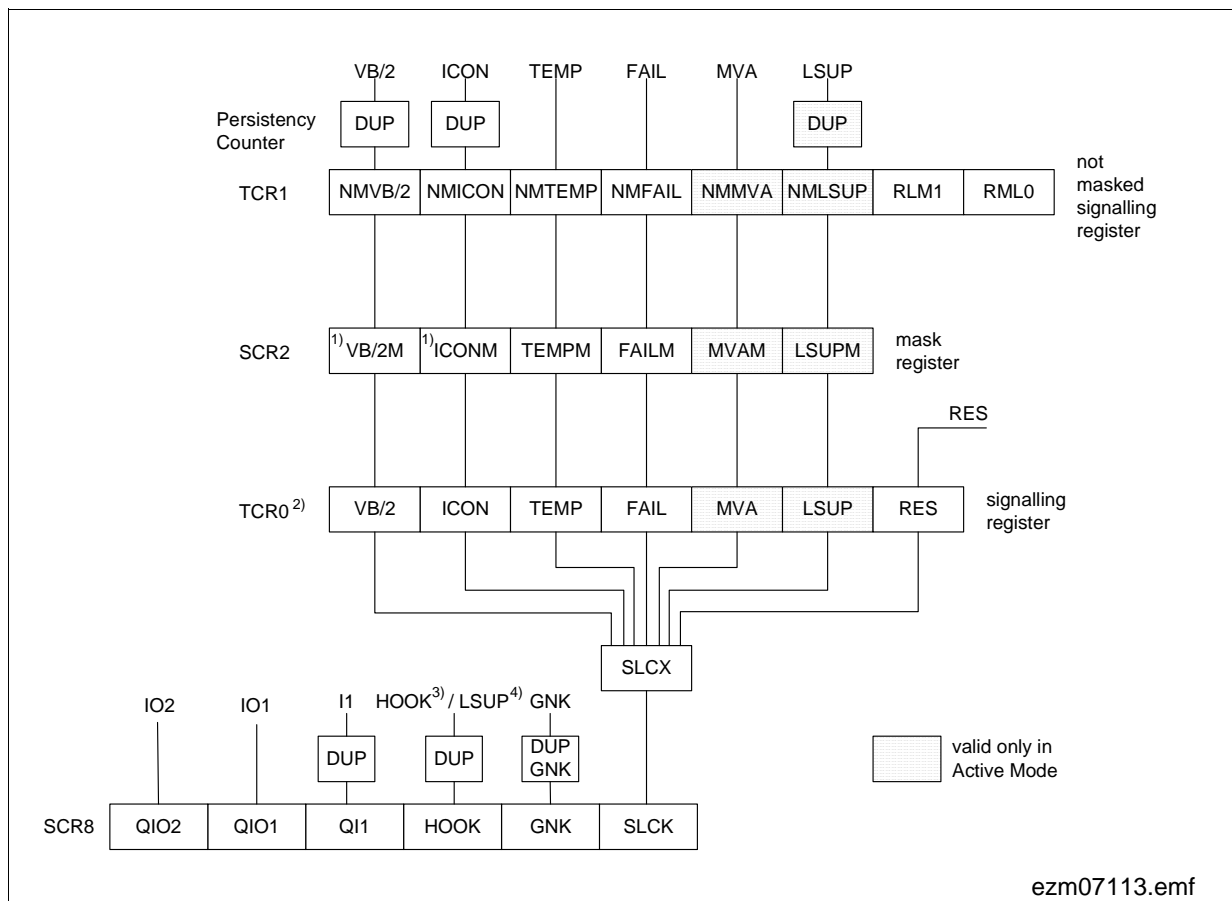 VB/2 ICON TEMP FAIL MVA LSUP
Persistency
Counter
DUP DUP DUP
TCR1 NMVB/2 NMICON NMTEMP NMFAIL NMMVA NMLSUP RLM1 RML0
not
masked
signalling
register
SCR2 1) VB/2M 1) ICONM TEMPM FAILM MVAM LSUPM
mask
register
RES
TCR0 2) VB/2 ICON TEMP FAIL MVA LSUP RES
signalling
register
SLCX
IO2 IO1 I1 HOOK3) / LSUP4) GNK
DUP DUP DUP
GNK
valid only in
Active Mode
SCR8 QIO2 QIO1 QI1 HOOK GNK SLCK
ezm07113.emf